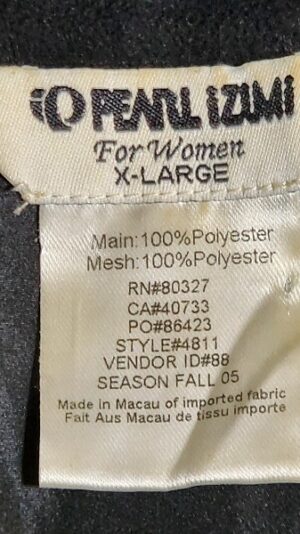 PEARL iZUMi
For Women
X-LARGE
Main:100%Polyester
Mesh:100%Polyester
RN#80327
CA#40733
PO#86423
STYLE#4811
VENDOR ID#88
SEASON FALL 05
Made in Macau of imported fabric
Fait Aus Macau de tissu importe